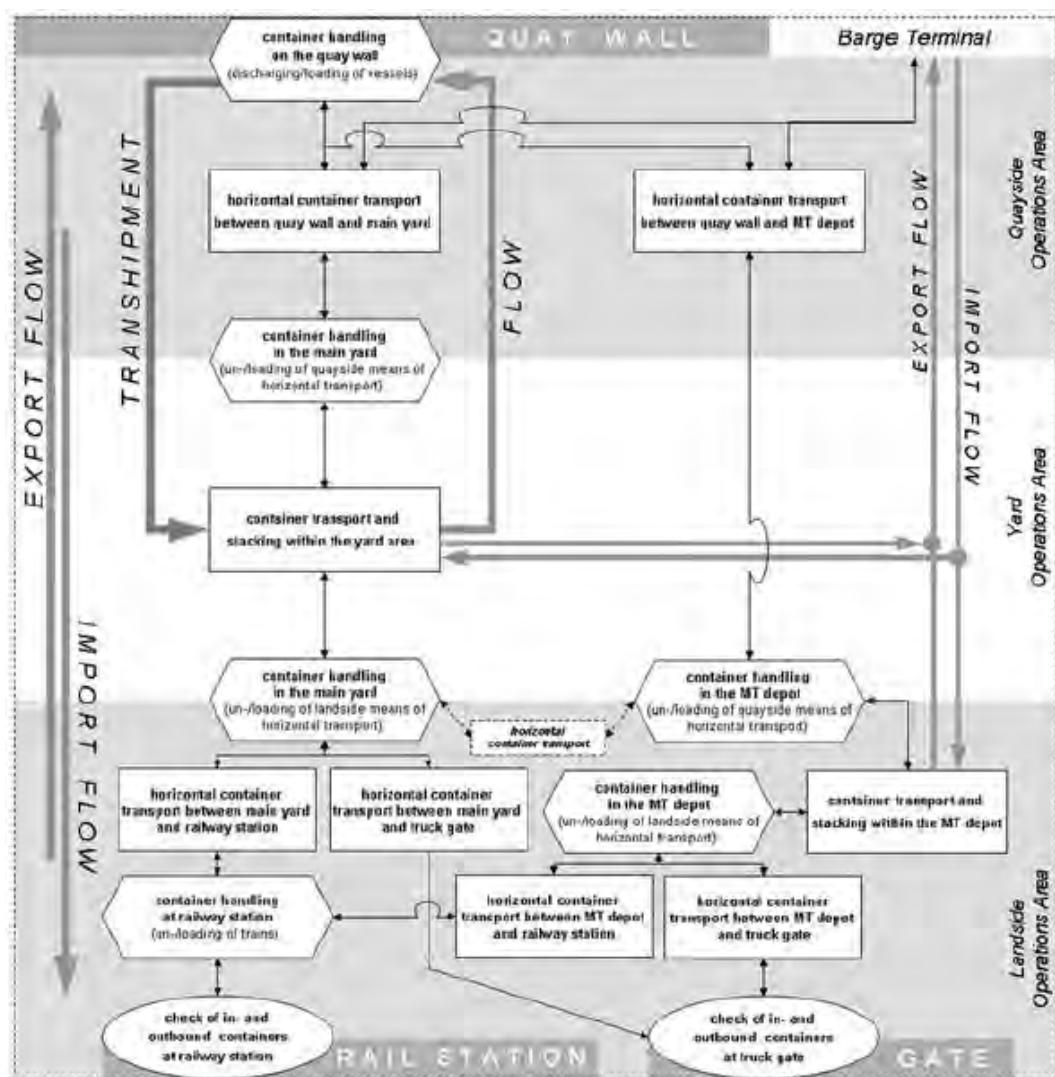 container handling
on the quay wall
(discharging/loading of vessels)
QUAY WALL
Barge Terminal
TRANSHIPMENT
FLOW
EXPORT FLOW
IMPORT FLOW
EXPORT FLOW
IMPORT FLOW
Quayside
Operations Area
horizontal container transport
between quay wall and main yard
horizontal container transport
between quay wall and MT depot
container handling
in the main yard
(un-/loading of quayside means of
horizontal transport)
Yard
Operations Area
container transport and
stacking within the yard area
container handling
in the main yard
(un-/loading of landside means of
horizontal transport)
horizontal
container transport
container handling
in the MT depot
(un-/loading of quayside means of
horizontal transport)
horizontal container
transport between main yard
and railway station
horizontal container
transport between main yard
and truck gate
container handling
in the MT depot
(un-/loading of landside means of
horizontal transport)
container transport and
stacking within the MT depot
container handling
at railway station
(un-/loading of trains)
horizontal container
transport between MT depot
and railway station
horizontal container
transport between MT depot
and truck gate
Landside
Operations Area
check of in- and
outbound containers
at railway station
RAIL STATION
check of in- and
outbound containers
at truck gate
GATE